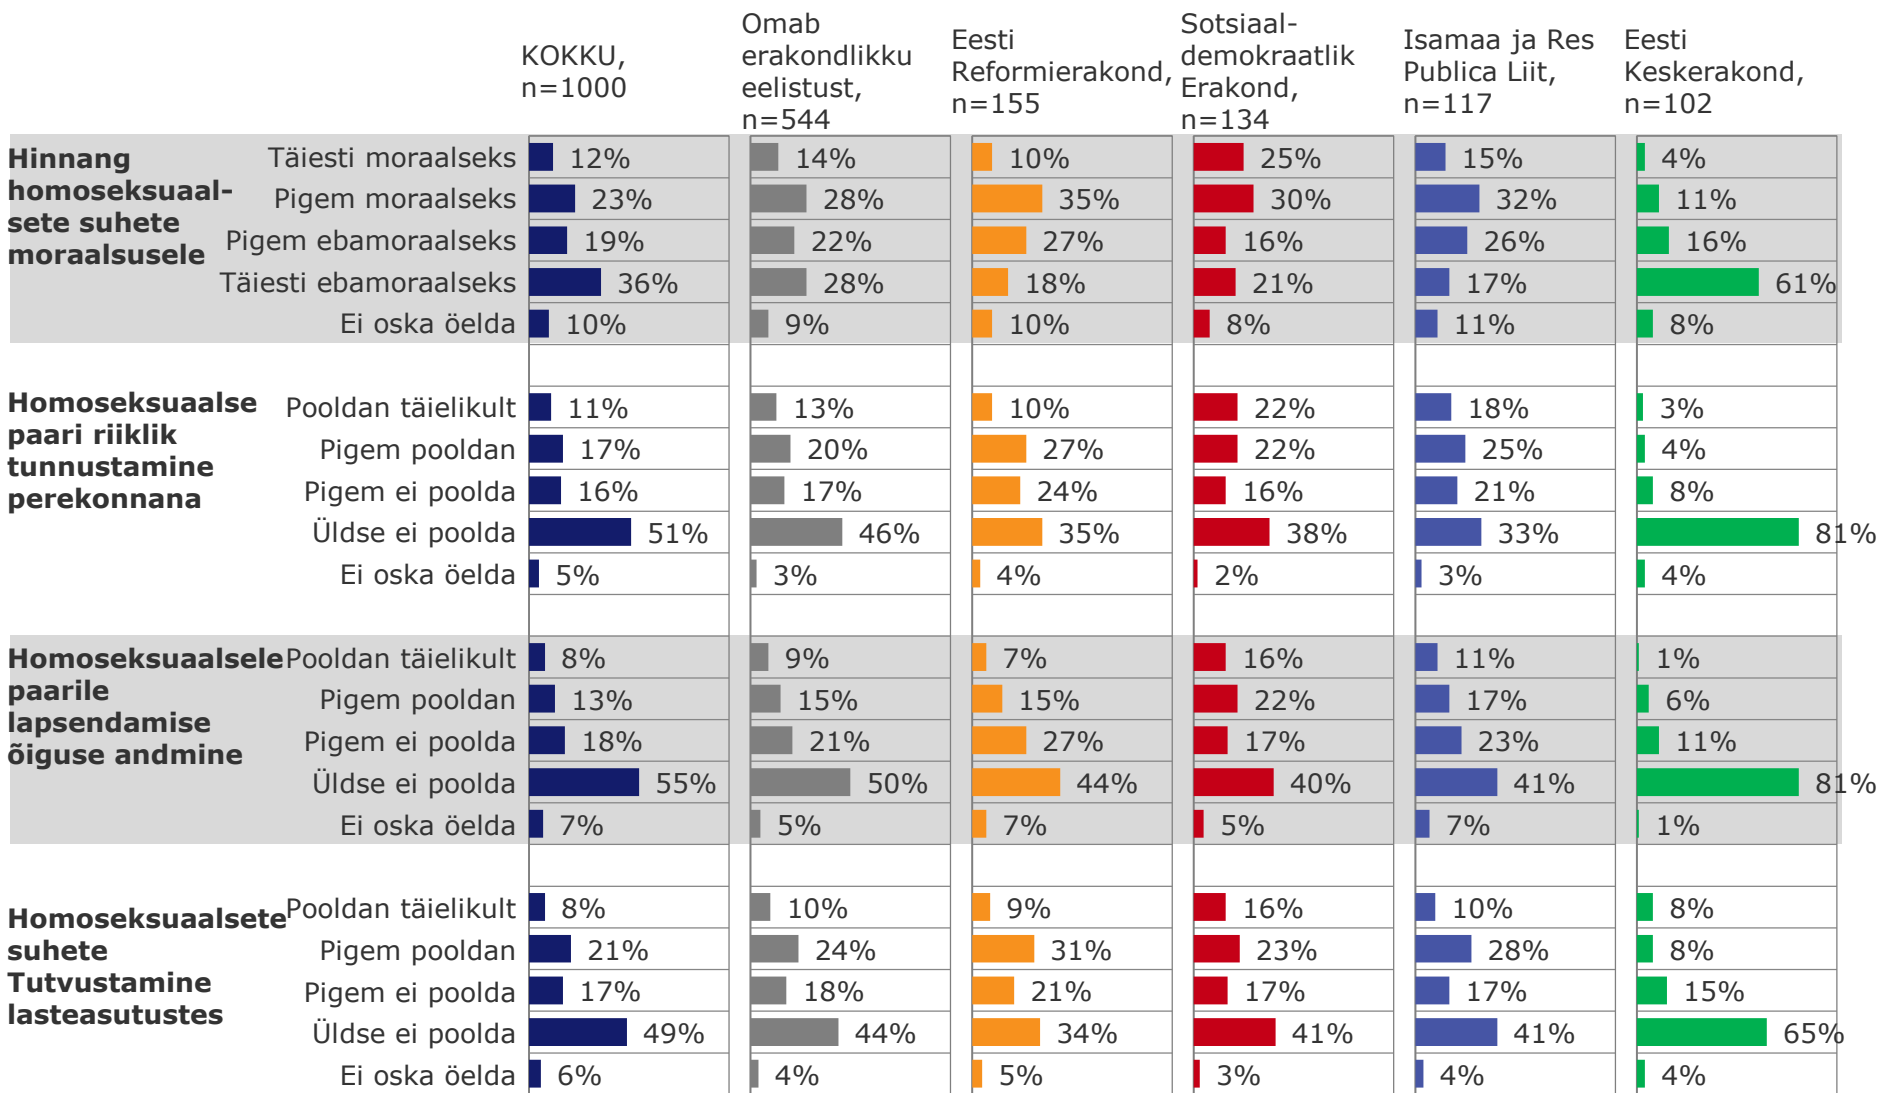 KOKKU,
n=1000
Omab
erakondlikku
eelistust,
n=544
Eesti
Reformierakond,
n=155
Sotsiaal-
demokraatlik
Erakond,
n=134
Isamaa ja Res
Publica Liit,
n=117
Eesti
Keskerakond,
n=102
Hinnang
homoseksuaal-
sete suhete
moraalsusele
Täiesti moraalseks 12% 14% 10% 25% 15% 4%
Pigem moraalseks 23% 28% 35% 30% 32% 11%
Pigem ebamoraalseks 19% 22% 27% 16% 26% 16%
Täiesti ebamoraalseks 36% 28% 18% 21% 17% 61%
Ei oska öelda 10% 9% 10% 8% 11% 8%
Homoseksuaalse
paari riiklik
tunnustamine
perekonnana
Pooldan täielikult 11% 13% 10% 22% 18% 3%
Pigem pooldan 17% 20% 27% 22% 25% 4%
Pigem ei poolda 16% 17% 24% 16% 21% 8%
Üldse ei poolda 51% 46% 35% 38% 33% 81%
Ei oska öelda 5% 3% 4% 2% 3% 4%
Homoseksuaalsele
paarile
lapsendamise
õiguse andmine
Pooldan täielikult 8% 9% 7% 16% 11% 1%
Pigem pooldan 13% 15% 15% 22% 17% 6%
Pigem ei poolda 18% 21% 27% 17% 23% 11%
Üldse ei poolda 55% 50% 44% 40% 41% 81%
Ei oska öelda 7% 5% 7% 5% 7% 1%
Homoseksuaalsete
suhete
Tutvustamine
lasteasutustes
Pooldan täielikult 8% 10% 9% 16% 10% 8%
Pigem pooldan 21% 24% 31% 23% 28% 8%
Pigem ei poolda 17% 18% 21% 17% 17% 15%
Üldse ei poolda 49% 44% 34% 41% 41% 65%
Ei oska öelda 6% 4% 5% 3% 4% 4%